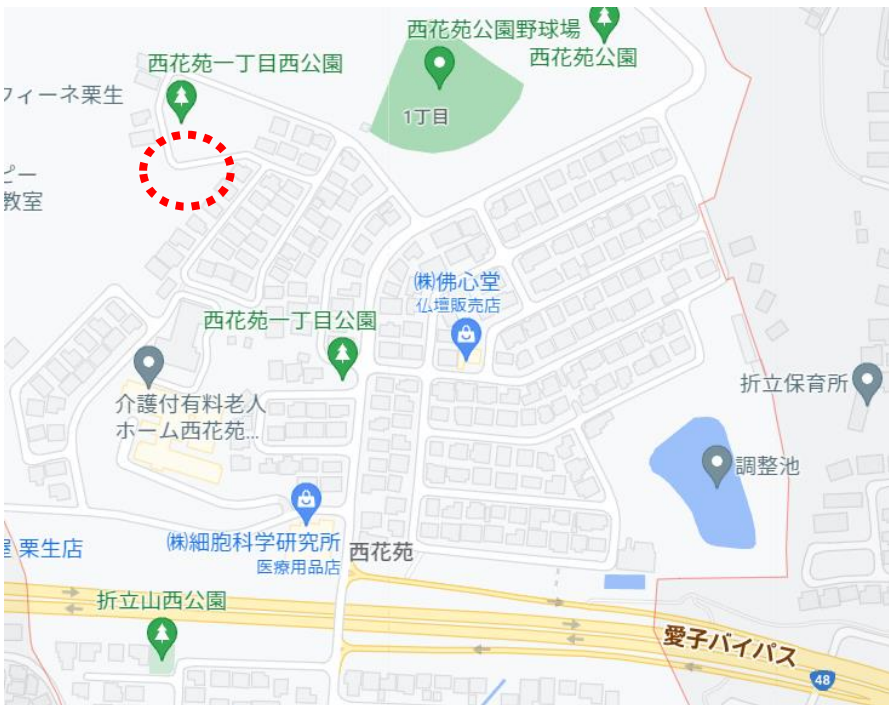 西花苑公園野球場
西花苑公園
西花苑一丁目西公園
フィーネ栗生
1丁目
ピー
教室
㈱佛心堂
仏壇販売店
西花苑一丁目公園
折立保育所
介護付有料老人
ホーム西花苑...
調整池
㈱細胞科学研究所
医療用品店
西花苑
栗生店
折立山西公園
愛子バイパス
48